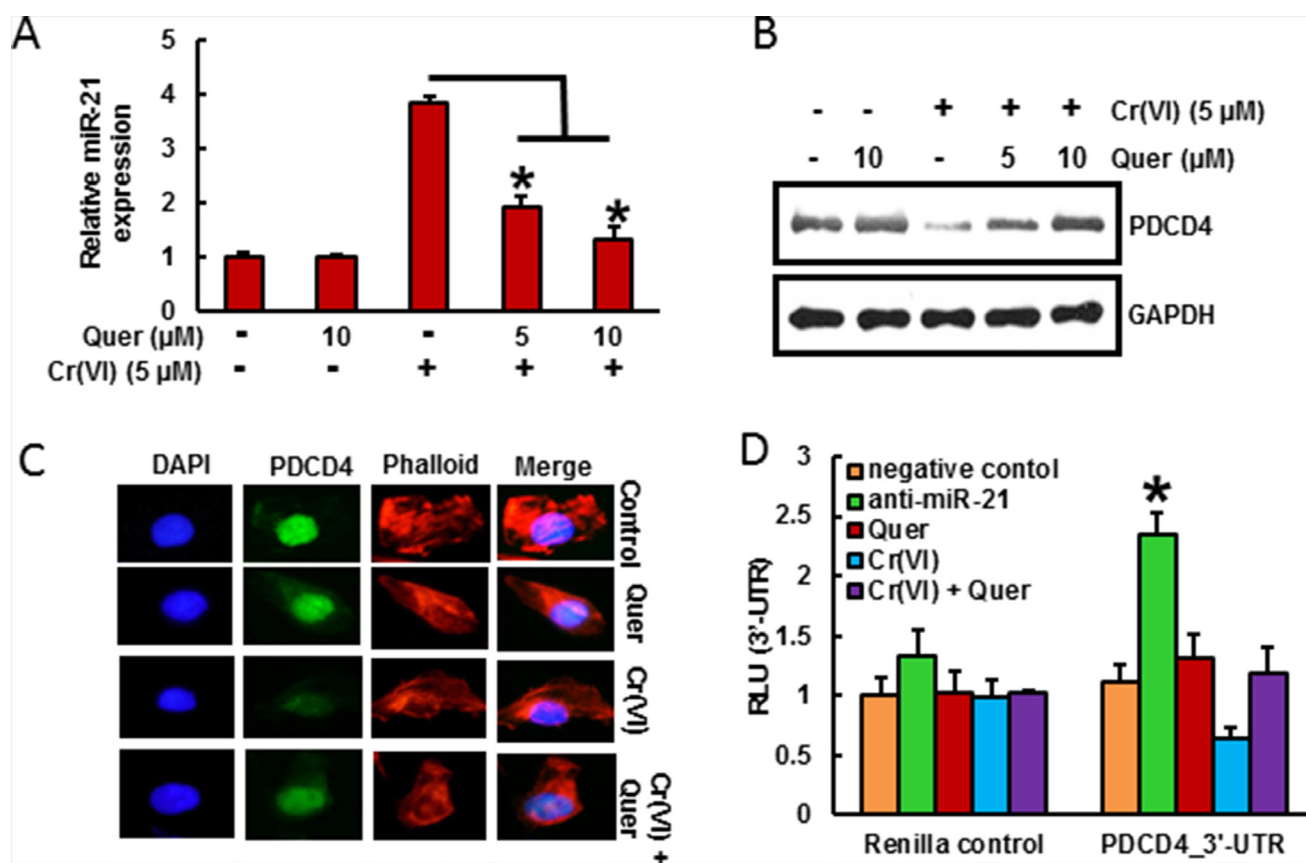 A
Relative miR-21
expression
5
4
3
2
1
0
Quer (µM) - 10 - 5 10
Cr(VI) (5 µM) - - + + +
* *
B
- - + + + Cr(VI) (5 µM)
- 10 - 5 10 Quer (µM)
PDCD4
GAPDH
C
DAPI PDCD4 Phalloid Merge
Control
Quer
Cr(VI)
Cr(VI) +
Quer
D
RLU (3'-UTR)
3
2.5
2
1.5
1
0.5
0
negative contol
anti-miR-21
Quer
Cr(VI)
Cr(VI) + Quer
*
Renilla control PDCD4_3'-UTR